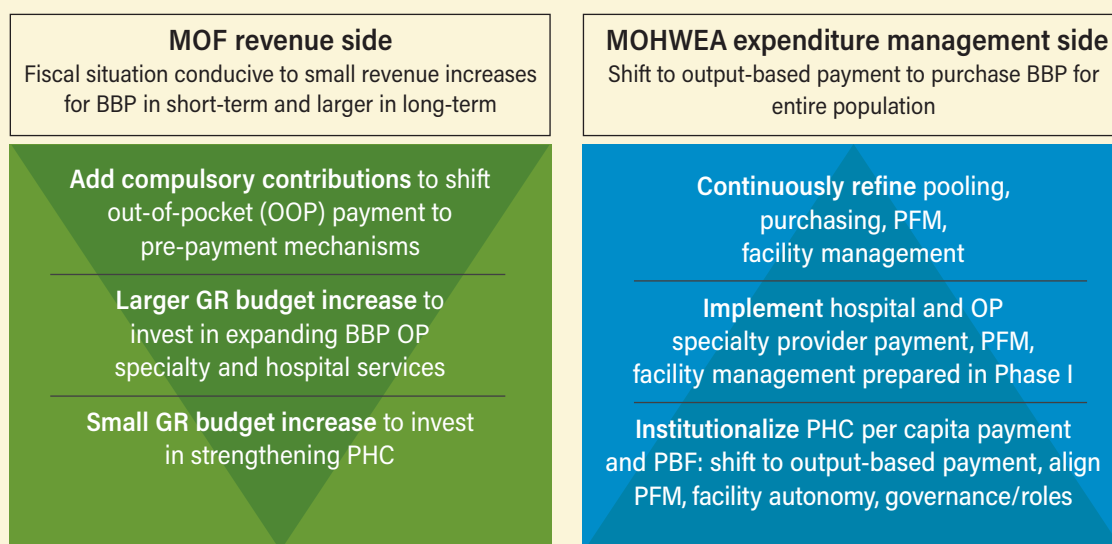 MOF revenue side
Fiscal situation conducive to small revenue increases
for BBP in short-term and larger in long-term
Add compulsory contributions to shift
out-of-pocket (OOP) payment to
pre-payment mechanisms
Larger GR budget increase to
invest in expanding BBP OP
specialty and hospital services
Small GR budget increase to invest
in strengthening PHC
MOHWEA expenditure management side
Shift to output-based payment to purchase BBP for
entire population
Continuously refine pooling,
purchasing, PFM,
facility management
Implement hospital and OP
specialty provider payment, PFM,
facility management prepared in Phase I
Institutionalize PHC per capita payment
and PBF: shift to output-based payment, align
PFM, facility autonomy, governance/roles